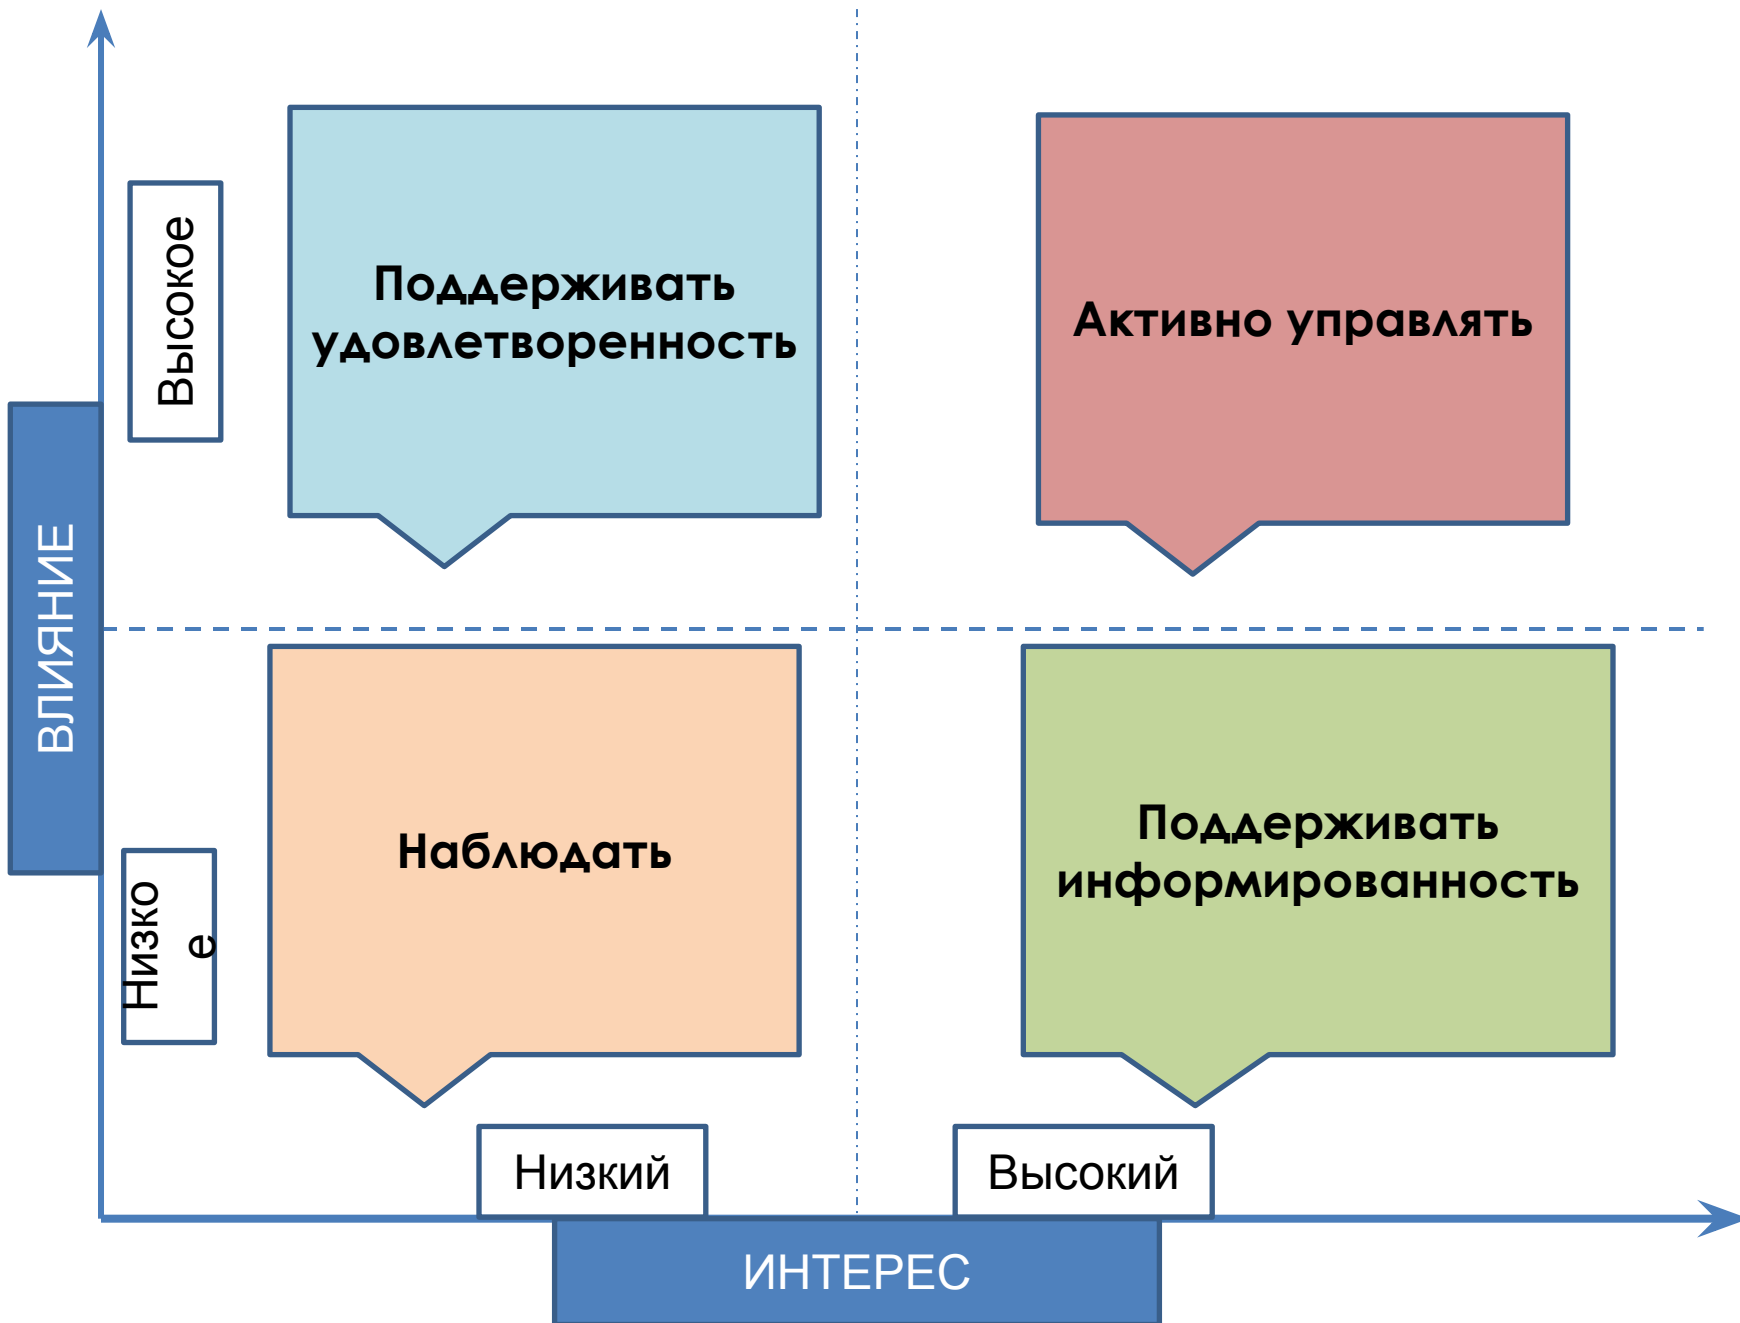 Высокое
Поддерживать
удовлетворенность
Активно управлять
ВЛИЯНИЕ
Низко
е
Наблюдать
Поддерживать
информированность
Низкий
Высокий
ИНТЕРЕС